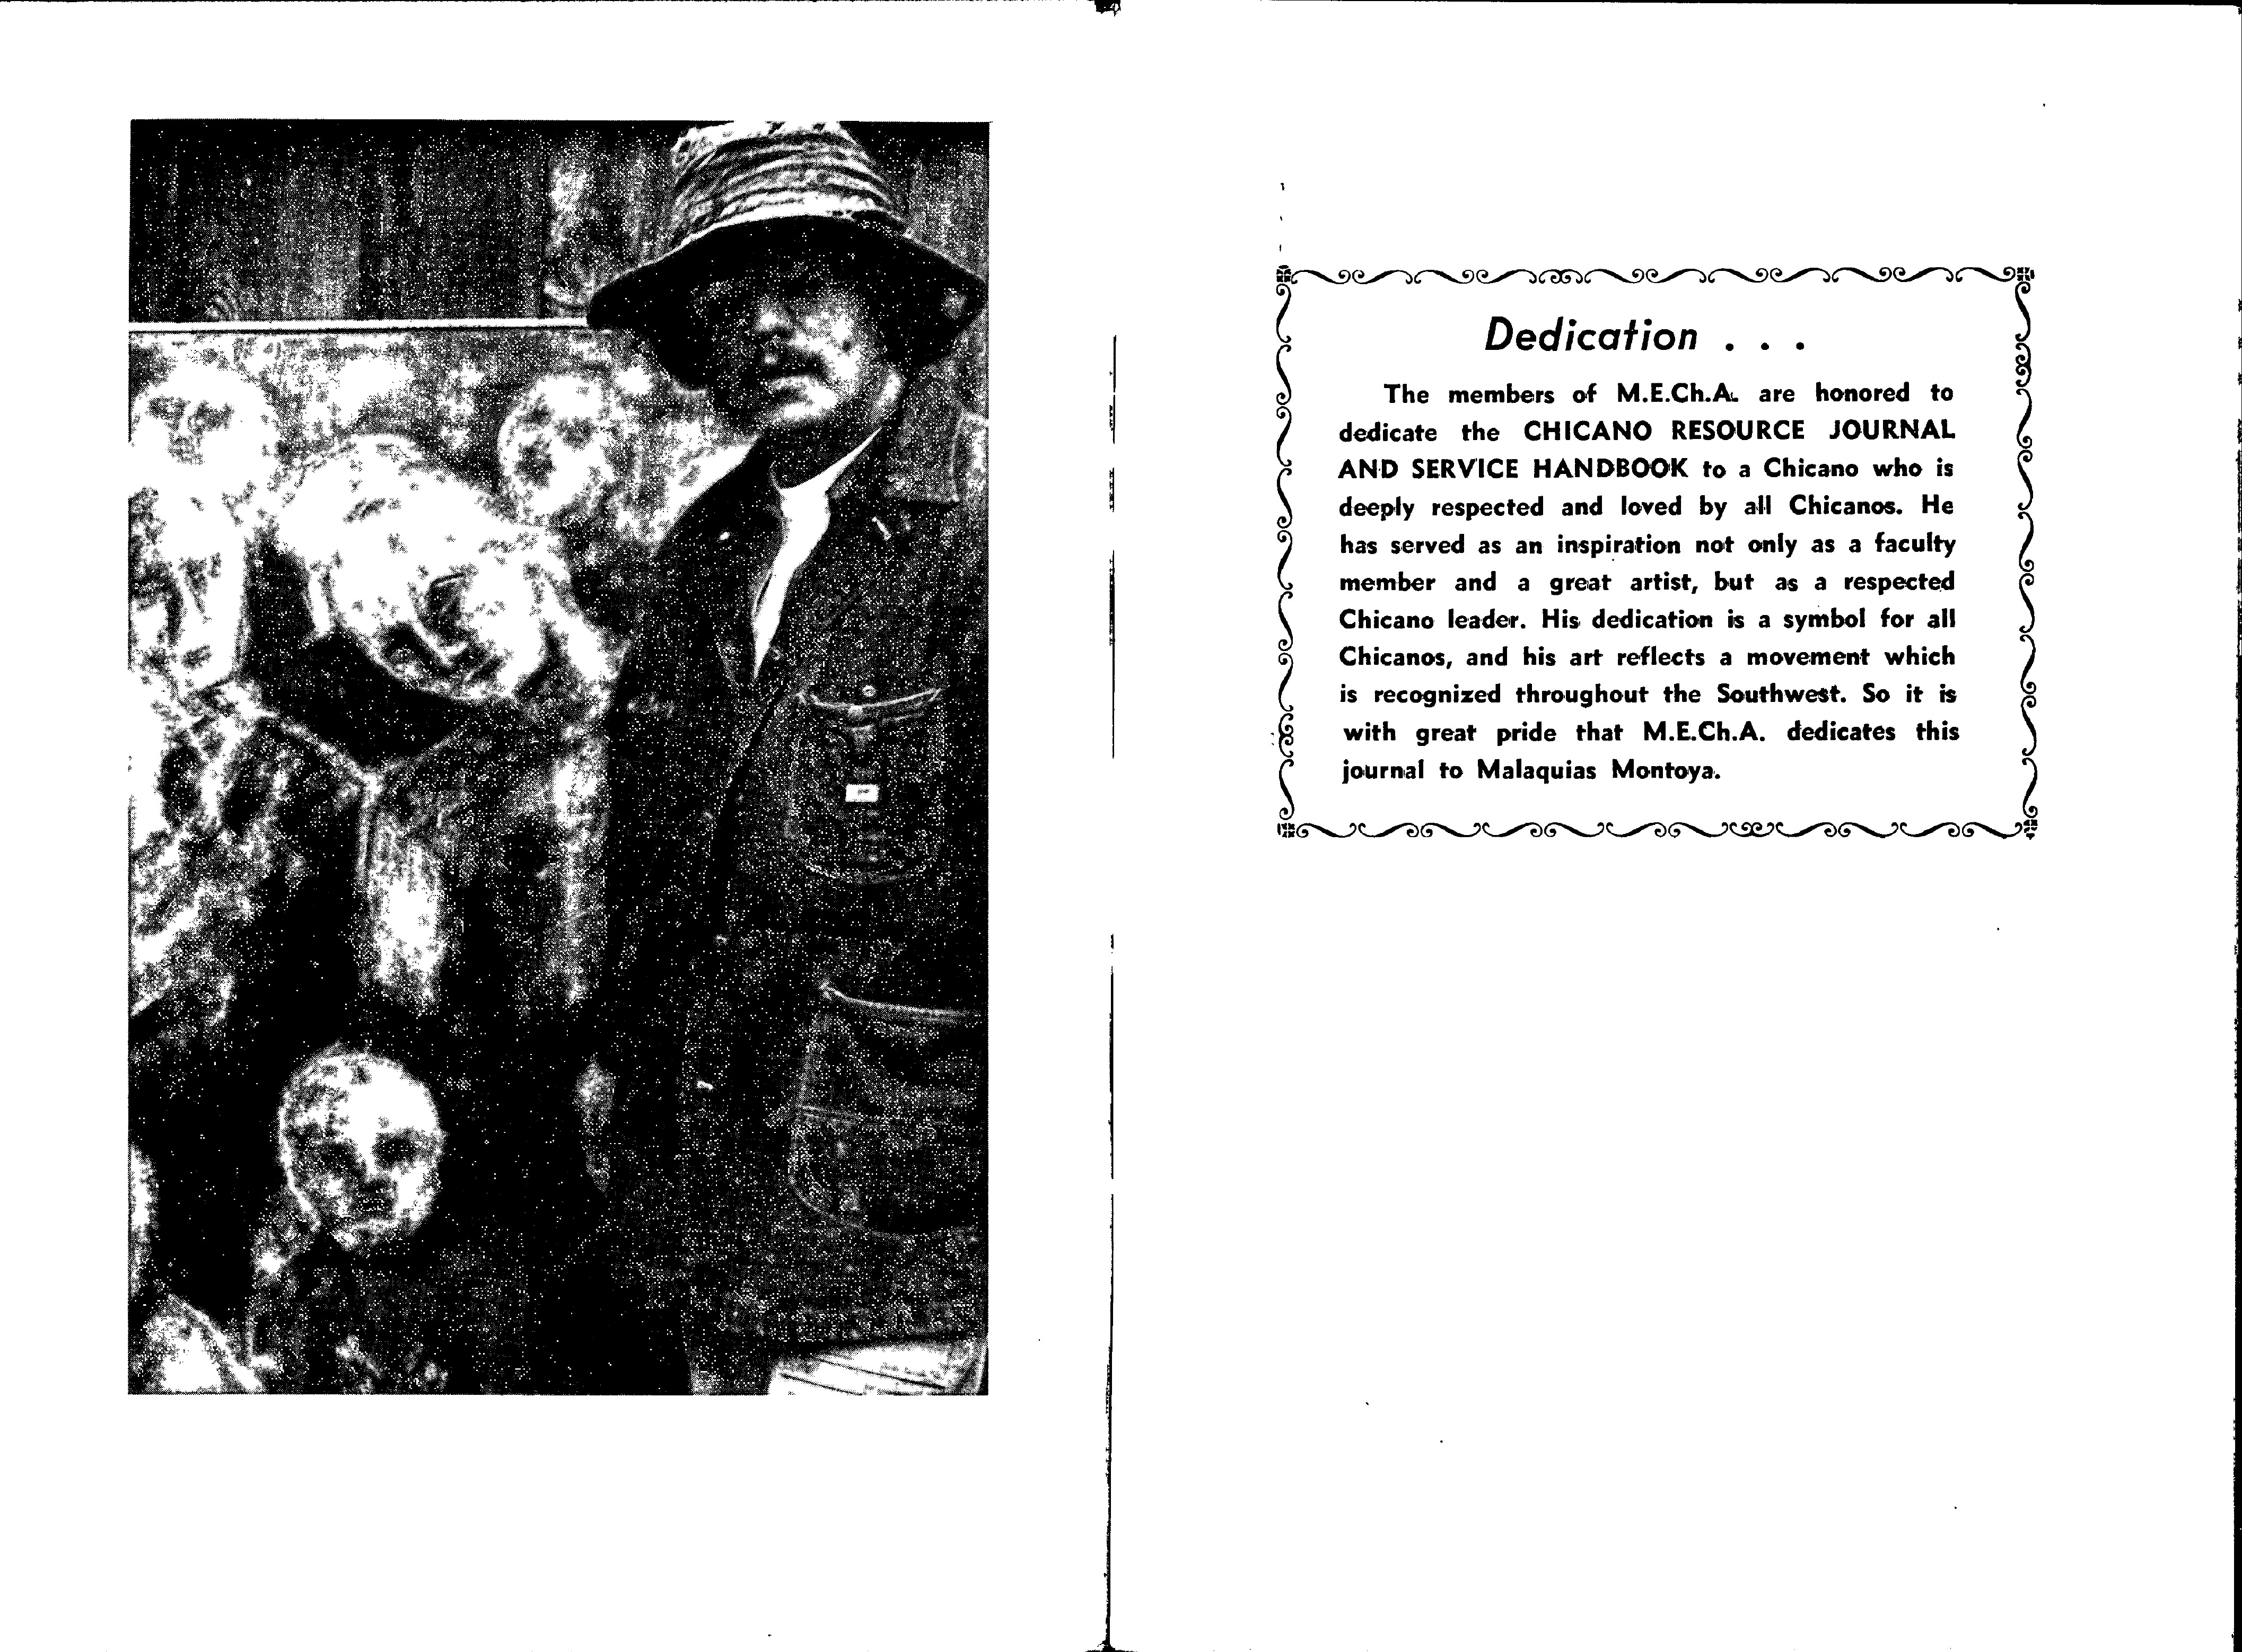 Dedication . . .
The members of M.E.Ch.A. are honored to
dedicate the CHICANO RESOURCE JOURNAL
AND SERVICE HANDBOOK to a Chicano who is
deeply respected and loved by all Chicanos. He
has served as an inspiration not only as a faculty
member and a great artist, but as a respected
Chicano leader. His dedication is a symbol for all
Chicanos, and his art reflects a movement which
is recognized throughout the Southwest. So it is
with great pride that M.E.Ch.A. dedicates this
journal to Malaquias Montoya.